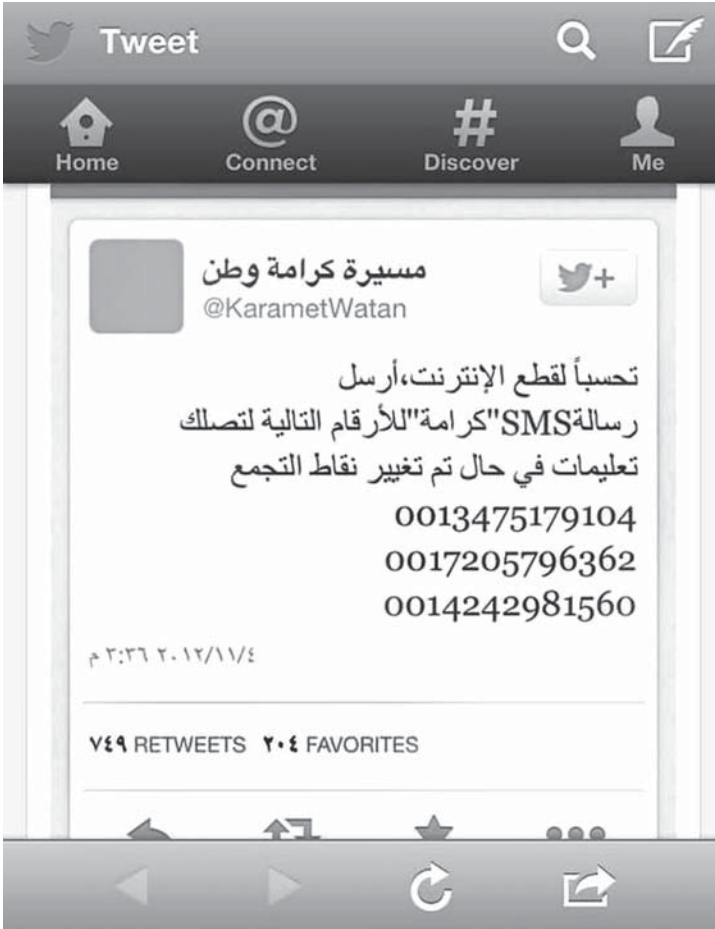 Tweet
Home Connect Discover Me
مسيرة كرامة وطن
@KarametWatan
تحسباً لقطع الإنترنت،أرسل
رسالةSMS"كرامة"للأرقام التالية لتصلك
تعليمات في حال تم تغيير نقاط التجمع
0013475179104
0017205796362
0014242981560
٢٠١٢/١١/٤ ٣:٣٦ م
٧٤٩ RETWEETS ٢٠٤ FAVORITES